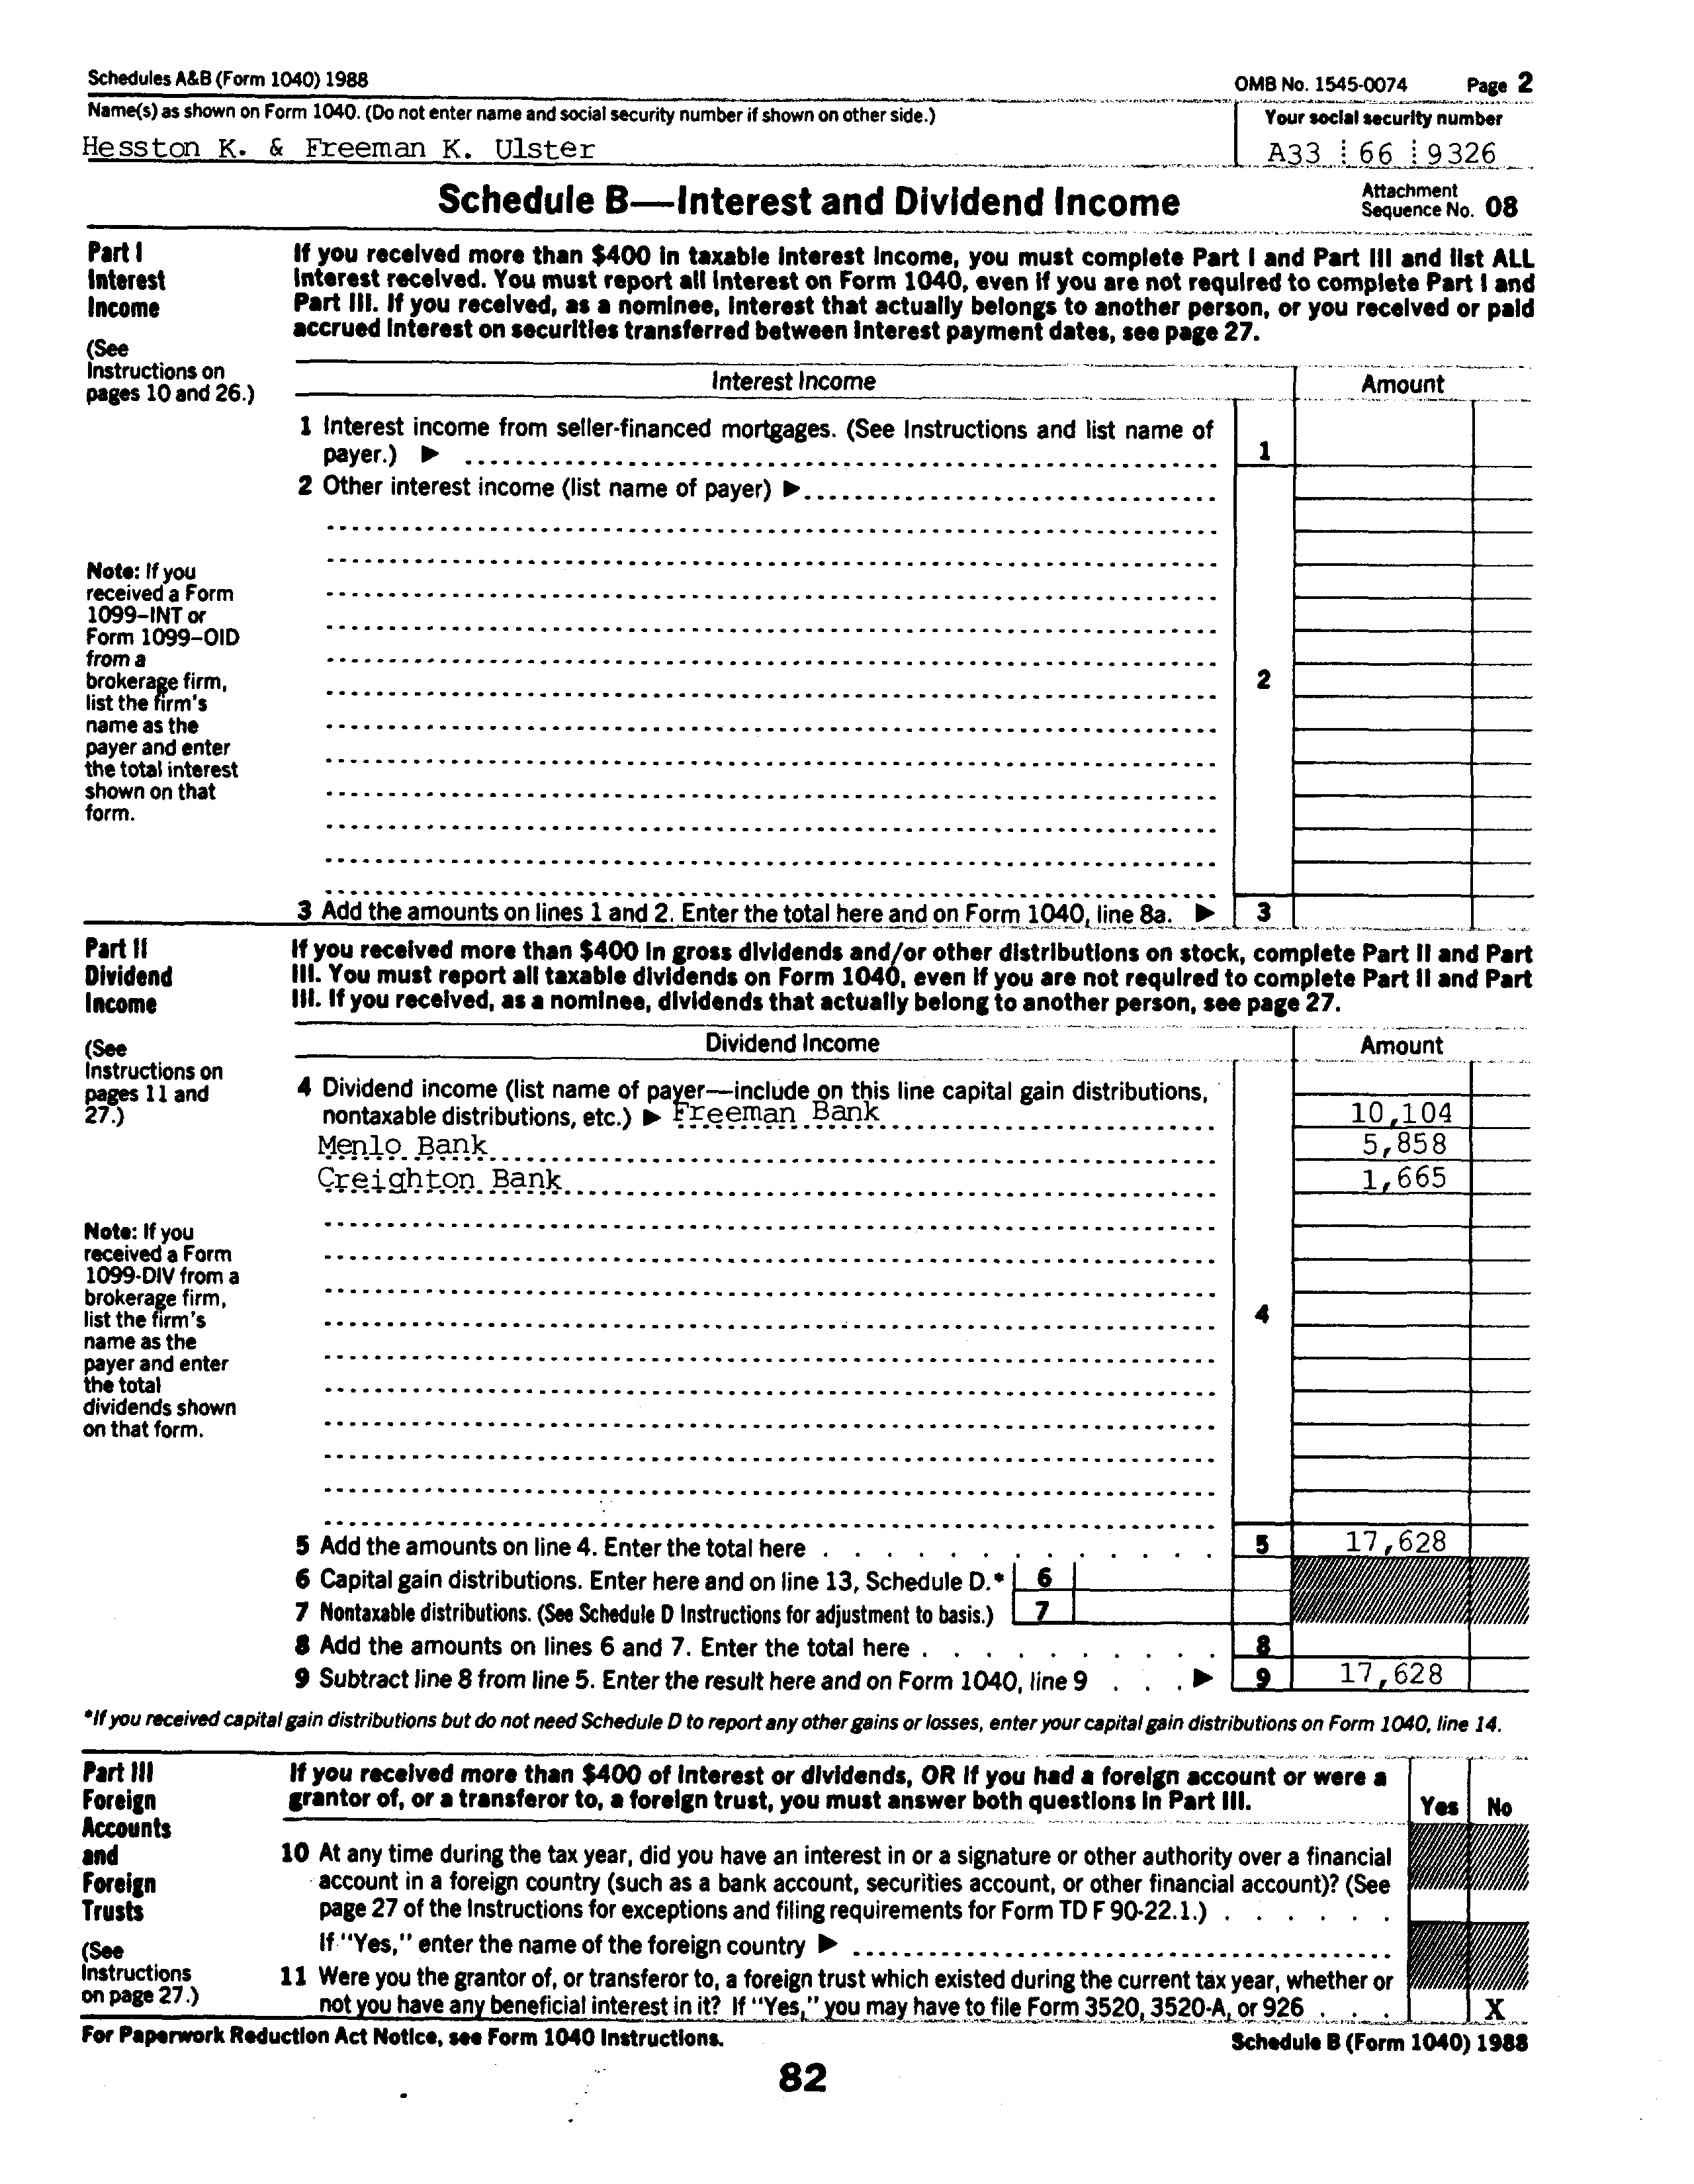 Schedules A&B (Form 1040) 1988 OMB No. 1545-0074 Page 2
Name(s) as shown on Form 1040. (Do not enter name and social security number if shown on other side.) Your social security number
Hesston K. & Freeman K. Ulster A33 66 9326
Schedule B—Interest and Dividend Income Attachment Sequence No. 08
Part I
Interest
Income
(See
Instructions on
pages 10 and 26.)
If you received more than $400 in taxable interest income, you must complete Part I and Part III and list ALL
interest received. You must report all interest on Form 1040, even if you are not required to complete Part I and
Part III. If you received, as a nominee, interest that actually belongs to another person, or you received or paid
accrued interest on securities transferred between interest payment dates, see page 27.
Interest Income Amount
1 Interest income from seller-financed mortgages. (See Instructions and list name of
payer.) ▶ 1
2 Other interest income (list name of payer) ▶
Note: If you
received a Form
1099–INT or
Form 1099–OID
from a
brokerage firm,
list the firm's
name as the
payer and enter
the total interest
shown on that
form.
2
3 Add the amounts on lines 1 and 2. Enter the total here and on Form 1040, line 8a. ▶ 3
Part II
Dividend
Income
(See
Instructions on
pages 11 and
27.)
If you received more than $400 in gross dividends and/or other distributions on stock, complete Part II and Part
III. You must report all taxable dividends on Form 1040, even if you are not required to complete Part II and Part
III. If you received, as a nominee, dividends that actually belong to another person, see page 27.
Dividend Income Amount
4 Dividend income (list name of payer—include on this line capital gain distributions,
nontaxable distributions, etc.) ▶ Freeman Bank 10,104
Menlo Bank 5,858
Creighton Bank 1,665
Note: If you
received a Form
1099-DIV from a
brokerage firm,
list the firm's
name as the
payer and enter
the total
dividends shown
on that form.
4
5 Add the amounts on line 4. Enter the total here . . . . . . . . . . . . . 5 17,628
6 Capital gain distributions. Enter here and on line 13, Schedule D.* 6
7 Nontaxable distributions. (See Schedule D Instructions for adjustment to basis.) 7
8 Add the amounts on lines 6 and 7. Enter the total here . . . . . . . . . . 8
9 Subtract line 8 from line 5. Enter the result here and on Form 1040, line 9 . . . ▶ 9 17,628
*If you received capital gain distributions but do not need Schedule D to report any other gains or losses, enter your capital gain distributions on Form 1040, line 14.
Part III
Foreign
Accounts
and
Foreign
Trusts
(See
Instructions
on page 27.)
If you received more than $400 of interest or dividends, OR if you had a foreign account or were a
grantor of, or a transferor to, a foreign trust, you must answer both questions in Part III. Yes No
10 At any time during the tax year, did you have an interest in or a signature or other authority over a financial
account in a foreign country (such as a bank account, securities account, or other financial account)? (See
page 27 of the Instructions for exceptions and filing requirements for Form TD F 90-22.1.) . . . . . .
If "Yes," enter the name of the foreign country ▶
11 Were you the grantor of, or transferor to, a foreign trust which existed during the current tax year, whether or
not you have any beneficial interest in it? If "Yes," you may have to file Form 3520, 3520-A, or 926 . . . X
For Paperwork Reduction Act Notice, see Form 1040 Instructions. Schedule B (Form 1040) 1988
82